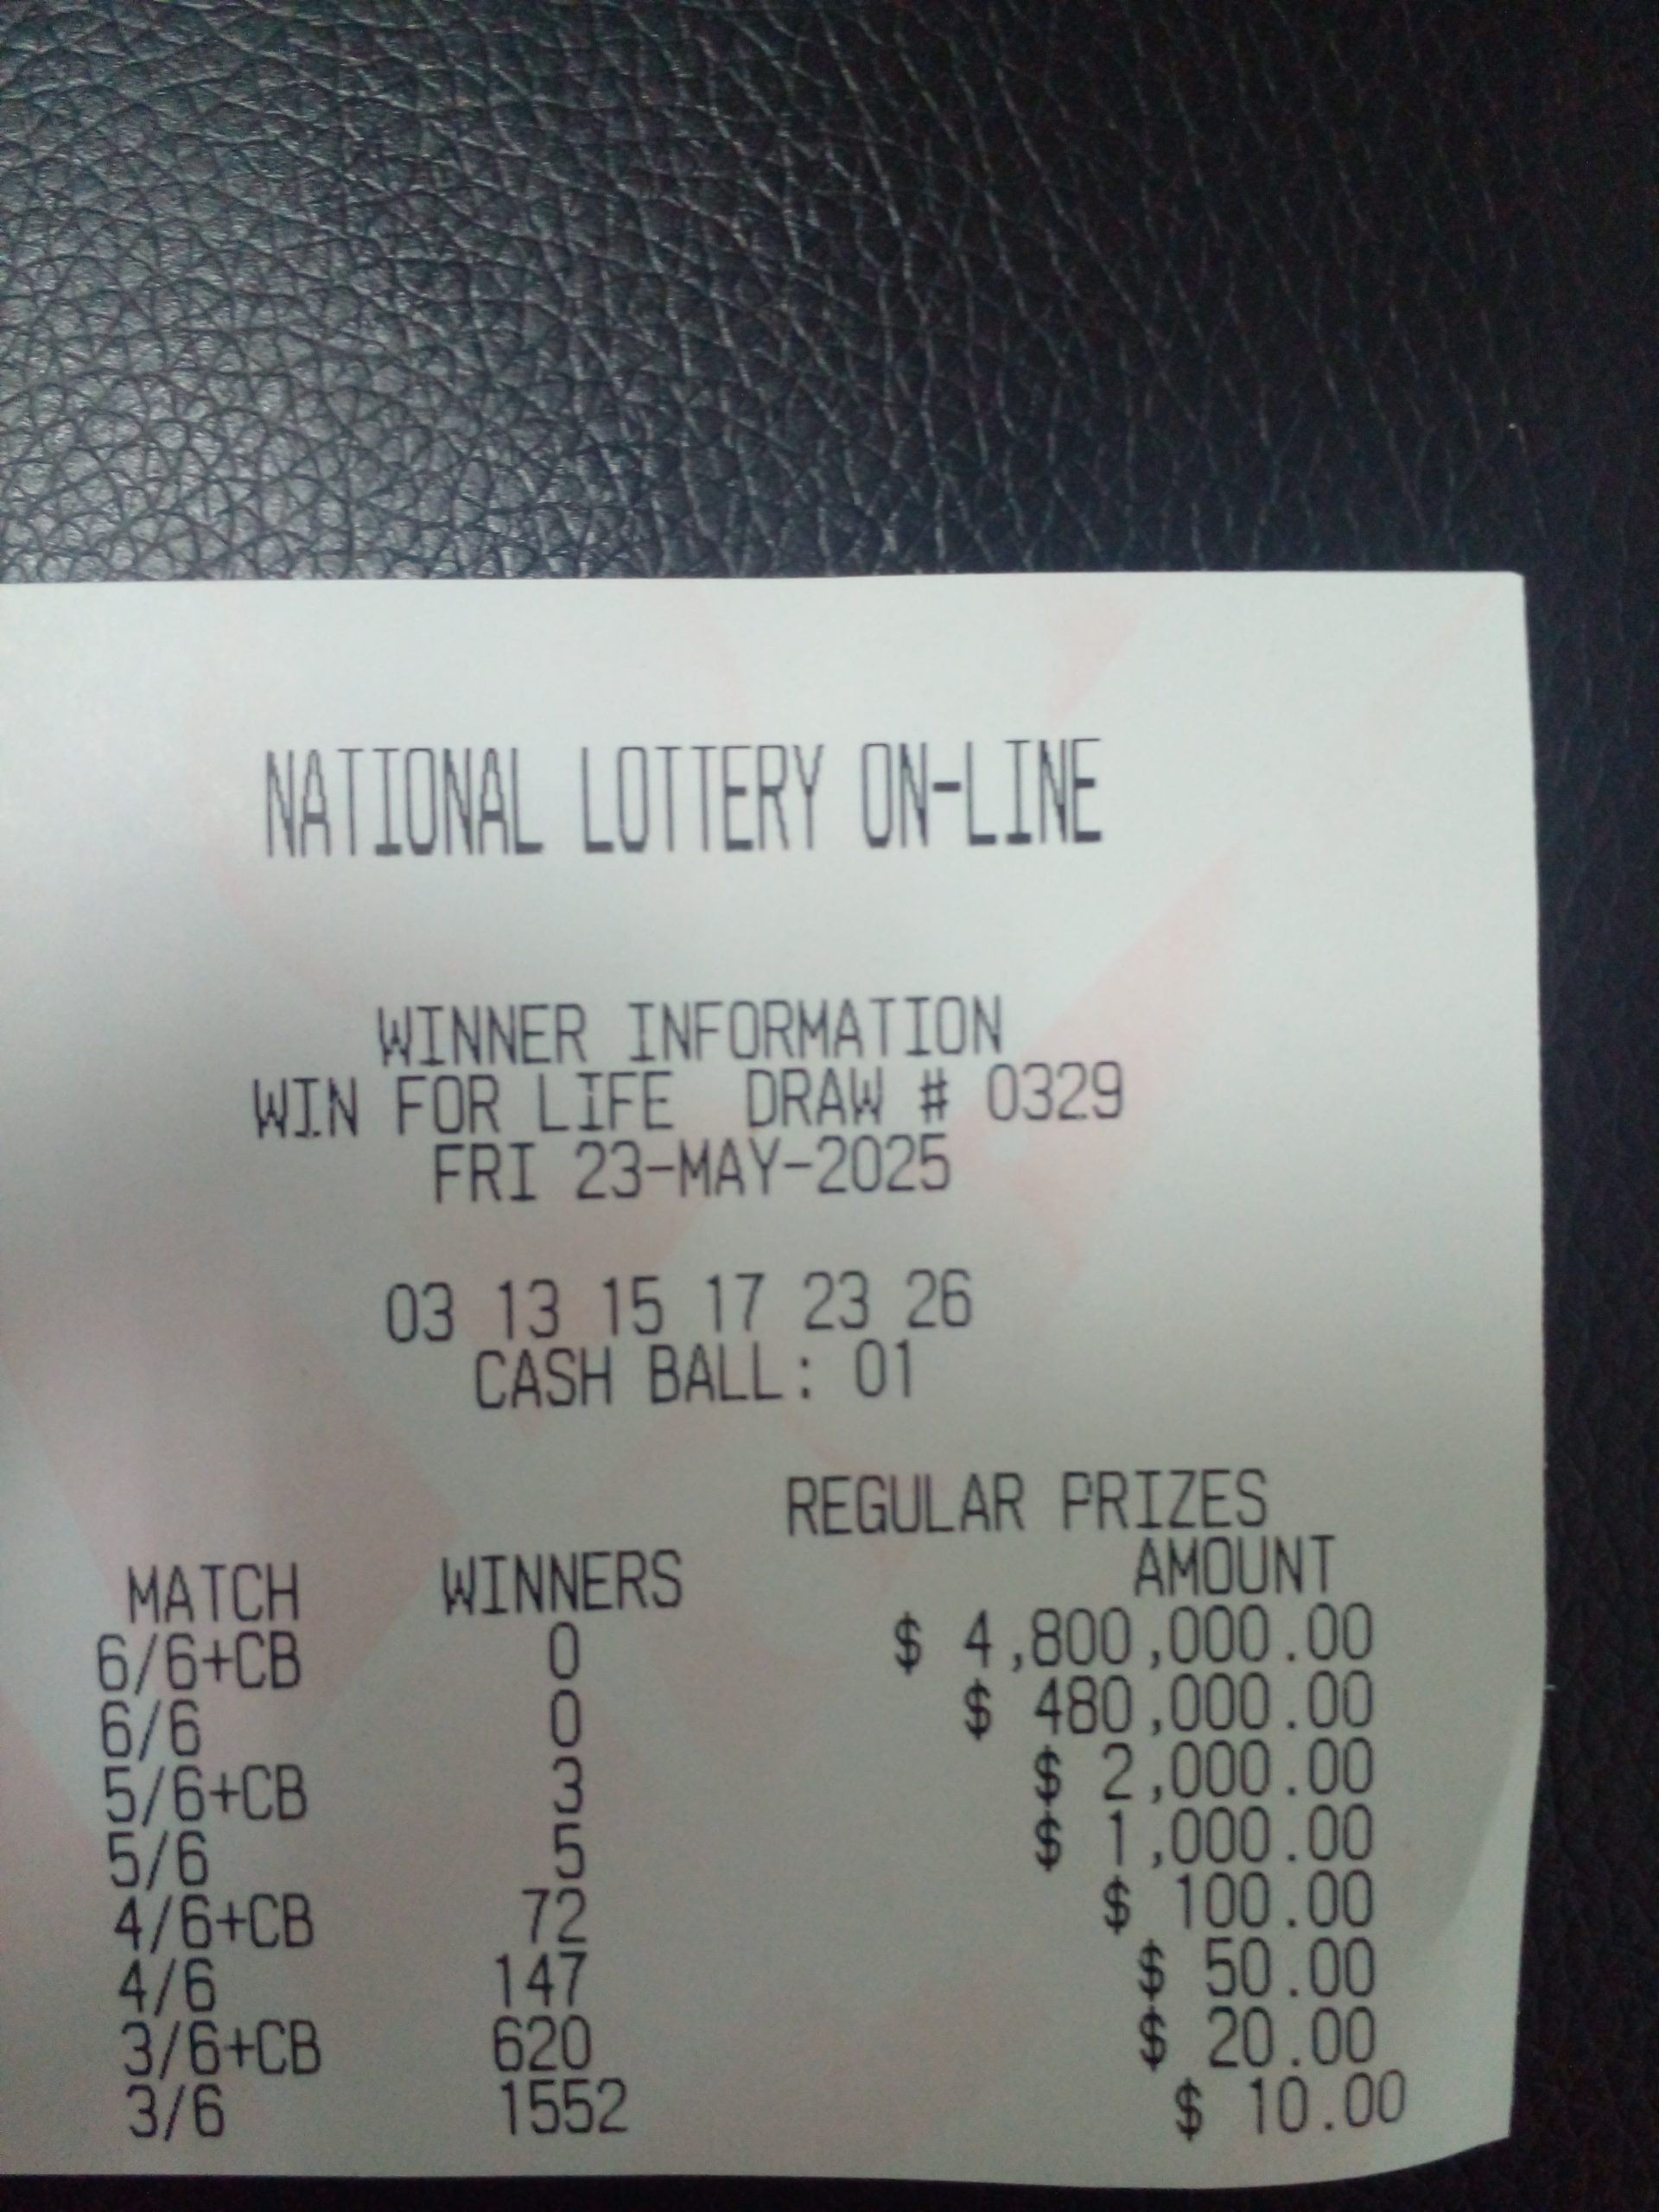 NATIONAL LOTTERY ON-LINE
WINNER INFORMATION
WIN FOR LIFE DRAW # 0329
FRI 23-MAY-2025
03 13 15 17 23 26
CASH BALL: 01
REGULAR PRIZES
MATCH WINNERS AMOUNT
6/6+CB 0 $ 4,800,000.00
6/6 0 $ 480,000.00
5/6+CB 3 $ 2,000.00
5/6 5 $ 1,000.00
4/6+CB 72 $ 100.00
4/6 147 $ 50.00
3/6+CB 620 $ 20.00
3/6 1552 $ 10.00